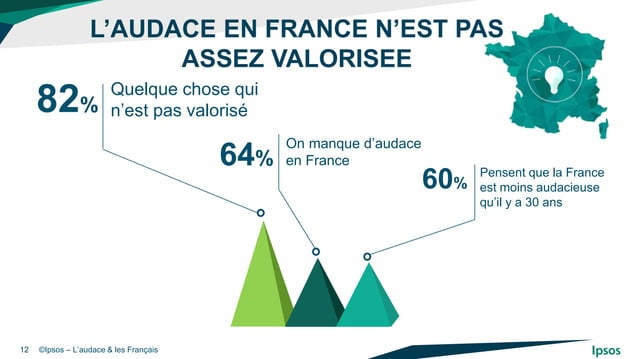 L’AUDACE EN FRANCE N’EST PAS
ASSEZ VALORISEE
82%
Quelque chose qui
n’est pas valorisé
64%
On manque d’audace
en France
60%
Pensent que la France
est moins audacieuse
qu’il y a 30 ans
12 ©Ipsos – L’audace & les Français
Ipsos